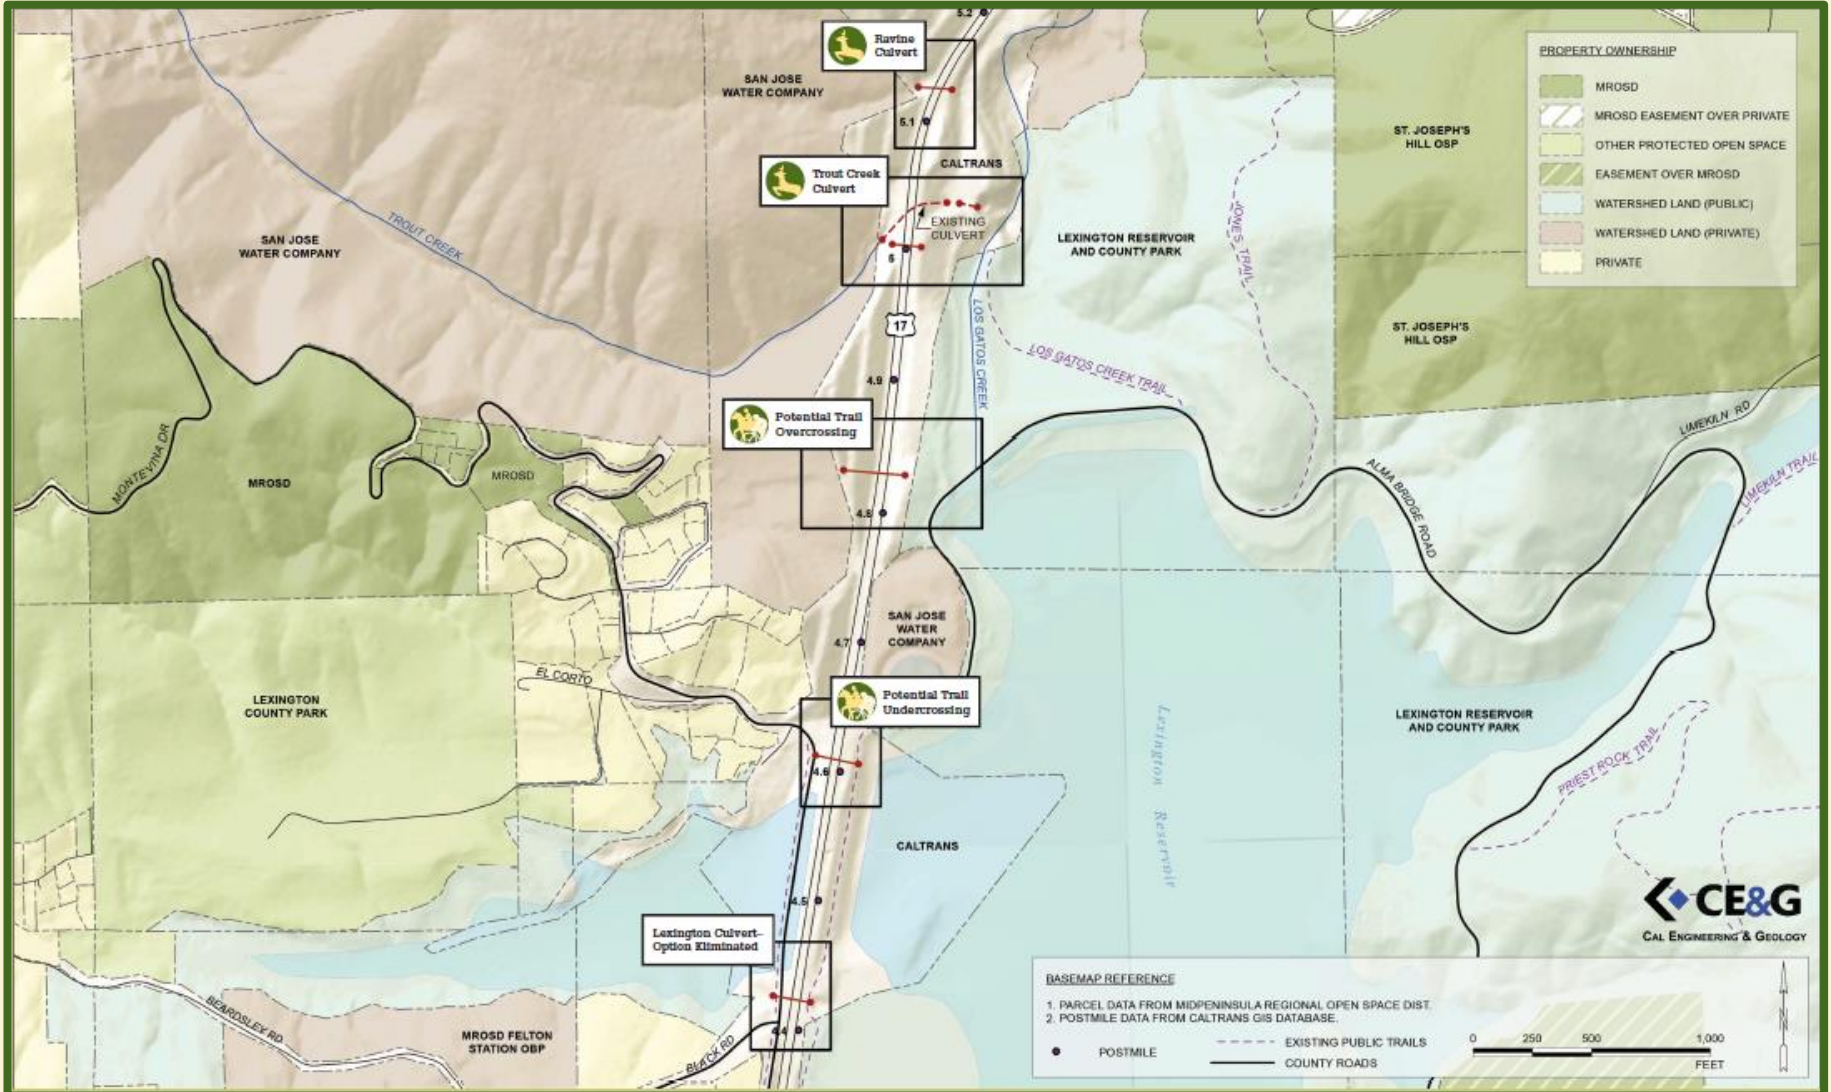 5.2
Ravine
Culvert
SAN JOSE
WATER COMPANY
5.1
CALTRANS
Trout Creek
Culvert
EXISTING
CULVERT
5
TROUT CREEK
SAN JOSE
WATER COMPANY
LEXINGTON RESERVOIR
AND COUNTY PARK
JONES TRAIL
ST. JOSEPH'S
HILL OSP
ST. JOSEPH'S
HILL OSP
PROPERTY OWNERSHIP
MROSD
MROSD EASEMENT OVER PRIVATE
OTHER PROTECTED OPEN SPACE
EASEMENT OVER MROSD
WATERSHED LAND (PUBLIC)
WATERSHED LAND (PRIVATE)
PRIVATE
17
LOS GATOS CREEK
LOS GATOS CREEK TRAIL
4.9
Potential Trail
Overcrossing
4.8
MONTEVINA DR
MROSD
MROSD
LIMEKILN RD
LIMEKILN TRAIL
ALMA BRIDGE ROAD
SAN JOSE
WATER
COMPANY
4.7
EL CORTO
LEXINGTON
COUNTY PARK
Potential Trail
Undercrossing
4.6
LEXINGTON RESERVOIR
AND COUNTY PARK
PRIEST ROCK TRAIL
Lexington Reservoir
CALTRANS
4.5
Lexington Culvert–
Option Eliminated
4.4
BEARDSLEY RD
MROSD FELTON
STATION OBP
BLACK RD
CE&G
CAL ENGINEERING & GEOLOGY
BASEMAP REFERENCE
1. PARCEL DATA FROM MIDPENINSULA REGIONAL OPEN SPACE DIST.
2. POSTMILE DATA FROM CALTRANS GIS DATABASE.
POSTMILE
EXISTING PUBLIC TRAILS
COUNTY ROADS
0 250 500 1,000
FEET